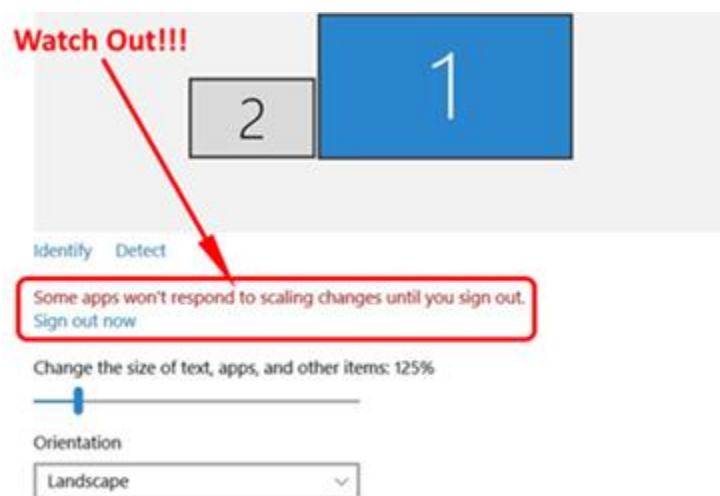 Watch Out!!!
2
1
Identify Detect
Some apps won't respond to scaling changes until you sign out.
Sign out now
Change the size of text, apps, and other items: 125%
Orientation
Landscape